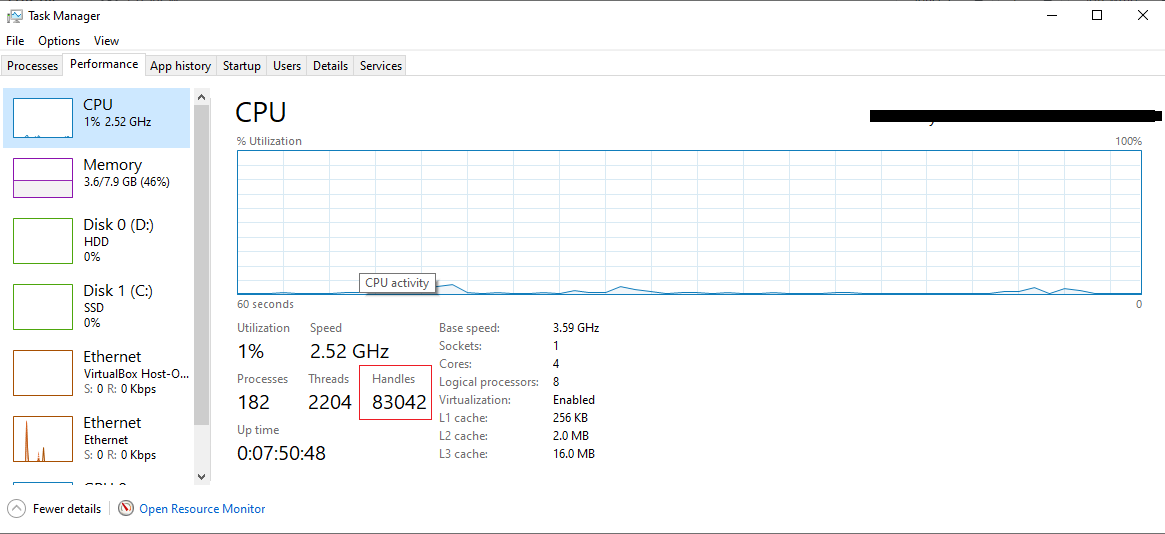 Task Manager
File Options View
Processes Performance App history Startup Users Details Services
CPU
1% 2.52 GHz
Memory
3.6/7.9 GB (46%)
Disk 0 (D:)
HDD
0%
Disk 1 (C:)
SSD
0%
Ethernet
VirtualBox Host-O...
S: 0 R: 0 Kbps
Ethernet
Ethernet
S: 0 R: 0 Kbps
CPU
% Utilization 100%
CPU activity
60 seconds 0
Utilization Speed
1% 2.52 GHz
Processes Threads Handles
182 2204 83042
Up time
0:07:50:48
Base speed: 3.59 GHz
Sockets: 1
Cores: 4
Logical processors: 8
Virtualization: Enabled
L1 cache: 256 KB
L2 cache: 2.0 MB
L3 cache: 16.0 MB
Fewer details Open Resource Monitor